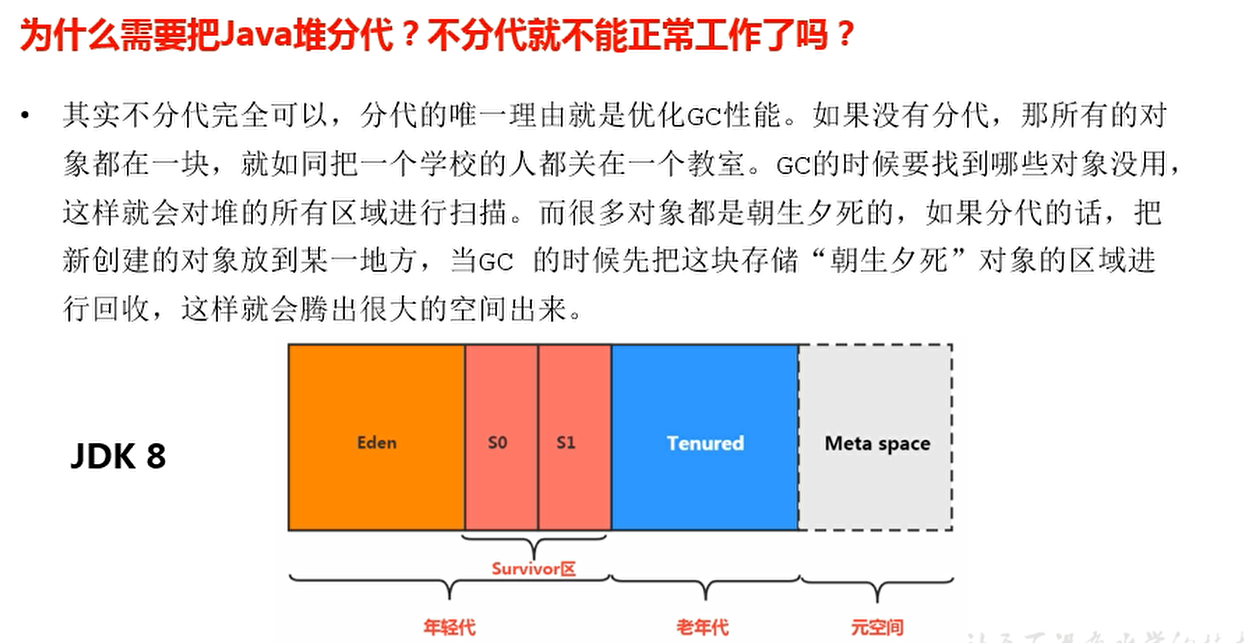 为什么需要把Java堆分代？不分代就不能正常工作了吗？
• 其实不分代完全可以，分代的唯一理由就是优化GC性能。如果没有分代，那所有的对
象都在一块，就如同把一个学校的人都关在一个教室。GC的时候要找到哪些对象没用，
这样就会对堆的所有区域进行扫描。而很多对象都是朝生夕死的，如果分代的话，把
新创建的对象放到某一地方，当GC 的时候先把这块存储“朝生夕死”对象的区域进
行回收，这样就会腾出很大的空间出来。
JDK 8
Eden
S0
S1
Tenured
Meta space
Survivor区
年轻代
老年代
元空间